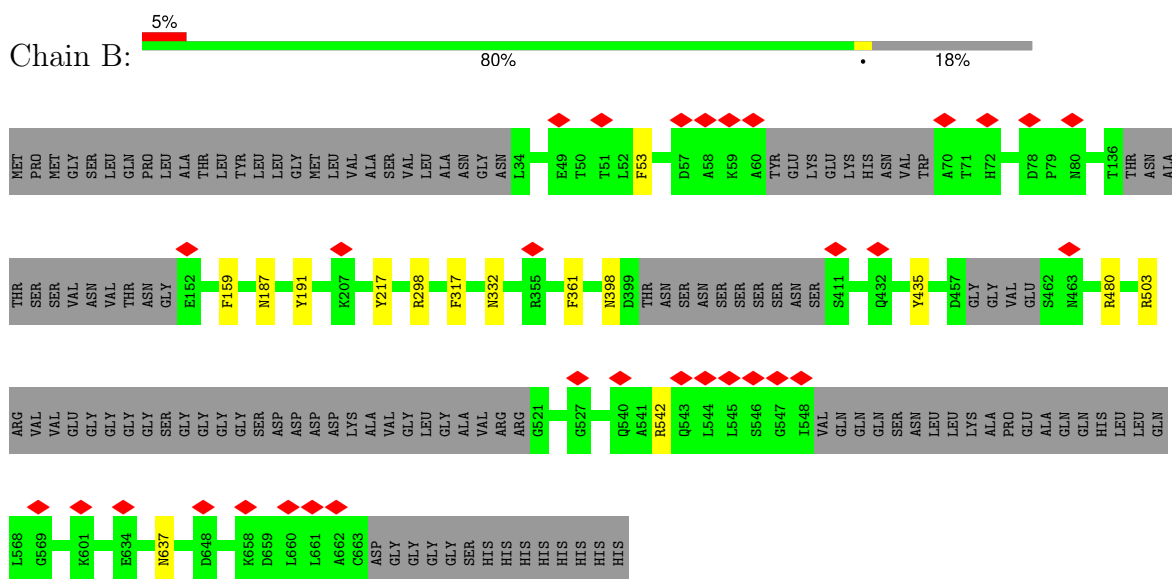 5%
Chain B:
80% • 18%
MET PRO MET GLY SER LEU GLN PRO LEU ALA THR LEU TYR LEU LEU GLY MET LEU VAL ALA SER VAL LEU ALA ASN GLY ASN L34 E49 T50 T51 L52 F53 D57 A58 K59 A60 TYR GLU LYS GLU LYS HIS ASN VAL TRP A70 T71 H72 D78 P79 N80 T136 THR ASN ALA
THR SER SER VAL ASN VAL THR ASN GLY E152 F159 N187 Y191 K207 Y217 R298 F317 N332 R355 F361 N398 D399 THR ASN SER ASN SER SER SER SER ASN SER S411 Q432 Y435 D457 GLY GLY VAL GLU S462 N463 R480 R503
ARG VAL VAL GLU GLY GLY GLY GLY SER GLY GLY GLY GLY SER ASP ASP ASP ASP LYS ALA VAL GLY LEU GLY ALA VAL ARG ARG G521 G527 Q540 A541 R542 Q543 L544 L545 S546 G547 I548 VAL GLN GLN SER ASN LEU LEU LYS ALA PRO GLU ALA GLN GLN HIS LEU LEU GLN
L568 G569 K601 E634 N637 D648 K658 D659 L660 L661 A662 C663 ASP GLY GLY GLY GLY SER HIS HIS HIS HIS HIS HIS HIS HIS